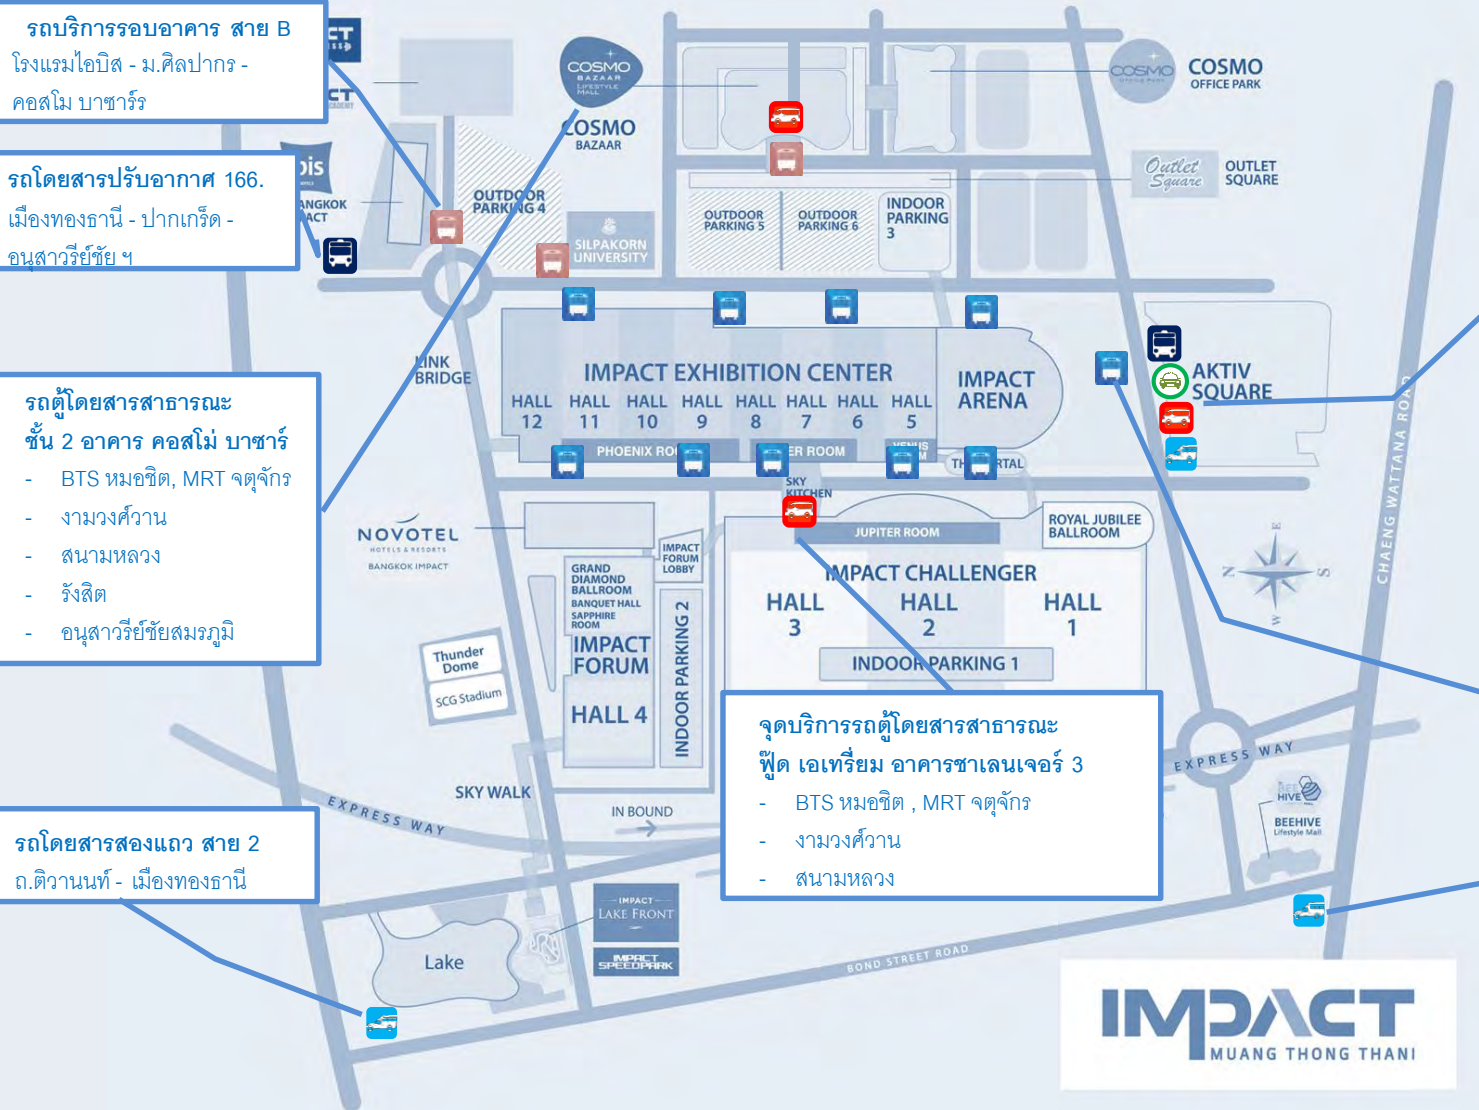 รถบริการรอบอาคาร สาย B
โรงแรมไอบิส - ม.ศิลปากร -
คอสโม บาซาร์ร
รถโดยสารปรับอากาศ 166.
เมืองทองธานี - ปากเกร็ด -
อนุสาวรีย์ชัย ฯ
COSMO
BAZAAR
LIFESTYLE
MALL
COSMO
BAZAAR
COSMO
OFFICE PARK
COSMO
OFFICE PARK
Outlet
Square
OUTLET
SQUARE
OUTDOOR
PARKING 4
SILPAKORN
UNIVERSITY
OUTDOOR
PARKING 5
OUTDOOR
PARKING 6
INDOOR
PARKING
3
LINK
BRIDGE
IMPACT EXHIBITION CENTER
HALL
12
HALL
11
HALL
10
HALL
9
HALL
8
HALL
7
HALL
6
HALL
5
IMPACT
ARENA
AKTIV
SQUARE
PHOENIX
ROOM
CHAENG WATTANA ROAD
รถตู้โดยสารสาธารณะ
ชั้น 2 อาคาร คอสโม่ บาซาร์
- BTS หมอชิต, MRT จตุจักร
- งามวงศ์วาน
- สนามหลวง
- รังสิต
- อนุสาวรีย์ชัยสมรภูมิ
NOVOTEL
HOTELS & RESORTS
BANGKOK IMPACT
SKY
KITCHEN
JUPITER ROOM
ROYAL JUBILEE
BALLROOM
IMPACT
FORUM
LOBBY
GRAND
DIAMOND
BALLROOM
BANQUET HALL
SAPPHIRE
ROOM
IMPACT
FORUM
HALL 4
INDOOR PARKING 2
IMPACT CHALLENGER
HALL
3
HALL
2
HALL
1
INDOOR PARKING 1
N
E
S
W
Thunder
Dome
SCG Stadium
จุดบริการรถตู้โดยสารสาธารณะ
ฟู๊ด เอเทรี่ยม อาคารชาเลนเจอร์ 3
- BTS หมอชิต , MRT จตุจักร
- งามวงศ์วาน
- สนามหลวง
EXPRESS WAY
SKY WALK
EXPRESS WAY
IN BOUND
BEE
HIVE
BEEHIVE
Lifestyle Mall
รถโดยสารสองแถว สาย 2
ถ.ติวานนท์ - เมืองทองธานี
Lake
IMPACT
LAKE FRONT
IMPACT
SPEEDPARK
BOND STREET ROAD
IMPACT
MUANG THONG THANI